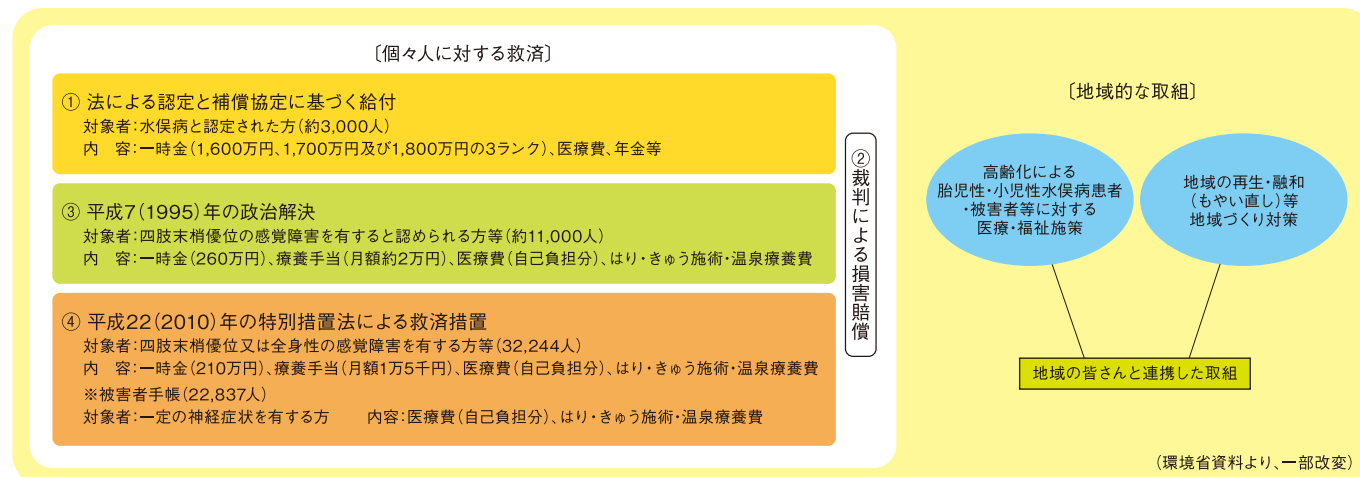 〔個々人に対する救済〕
① 法による認定と補償協定に基づく給付
対象者:水俣病と認定された方(約3,000人)
内　容:一時金(1,600万円、1,700万円及び1,800万円の3ランク)、医療費、年金等
③ 平成7(1995)年の政治解決
対象者:四肢末梢優位の感覚障害を有すると認められる方等(約11,000人)
内　容:一時金(260万円)、療養手当(月額約2万円)、医療費(自己負担分)、はり・きゅう施術・温泉療養費
④ 平成22(2010)年の特別措置法による救済措置
対象者:四肢末梢優位又は全身性の感覚障害を有する方等(32,244人)
内　容:一時金(210万円)、療養手当(月額1万5千円)、医療費(自己負担分)、はり・きゅう施術・温泉療養費
※被害者手帳(22,837人)
対象者:一定の神経症状を有する方　　内容:医療費(自己負担分)、はり・きゅう施術・温泉療養費
②裁判による損害賠償
〔地域的な取組〕
高齢化による
胎児性・小児性水俣病患者
・被害者等に対する
医療・福祉施策
地域の再生・融和
(もやい直し)等
地域づくり対策
地域の皆さんと連携した取組
(環境省資料より、一部改変)